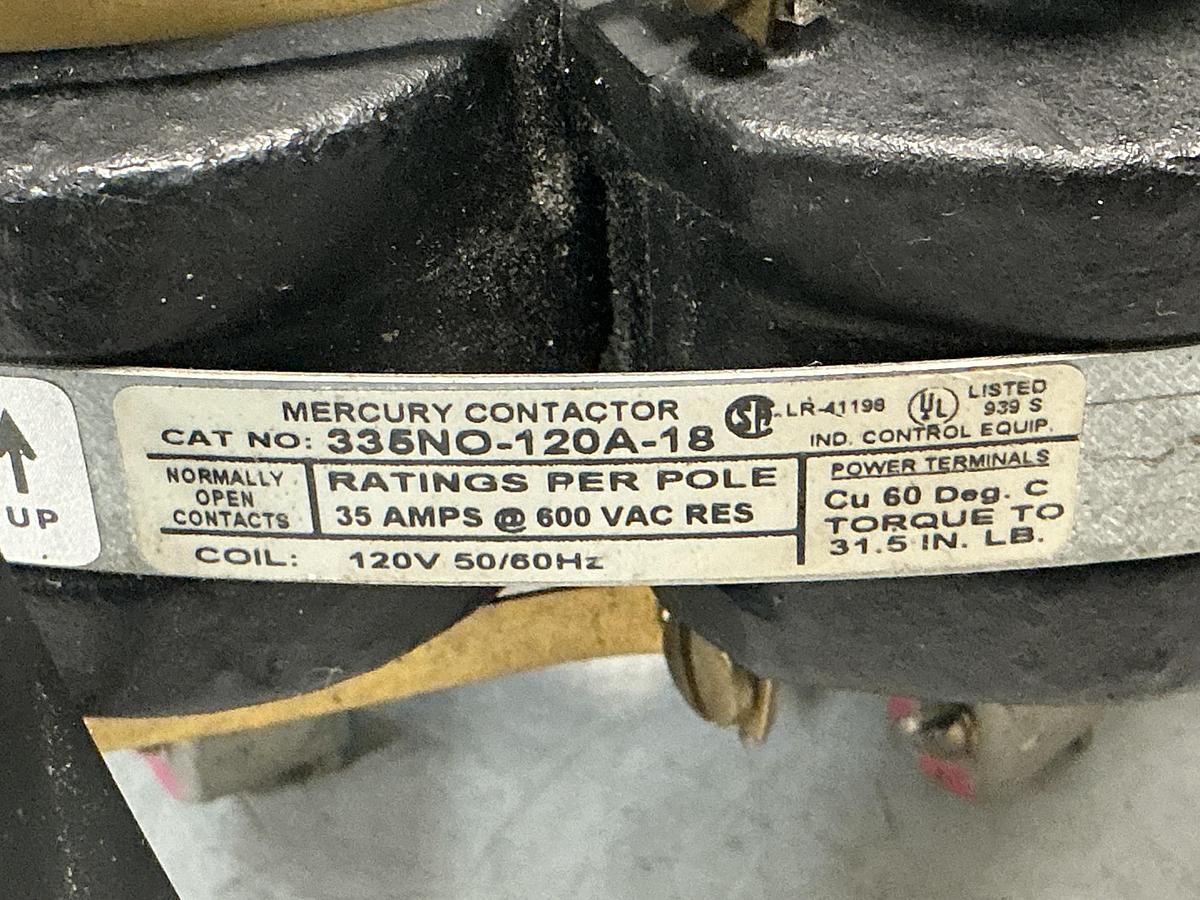 UP
MERCURY CONTACTOR
CAT NO: 335NO-120A-18
SA LR-41198
UL LISTED
939 S
IND. CONTROL EQUIP.
NORMALLY
OPEN
CONTACTS
RATINGS PER POLE
35 AMPS @ 600 VAC RES
COIL: 120V 50/60Hz
POWER TERMINALS
Cu 60 Deg. C
TORQUE TO
31.5 IN. LB.